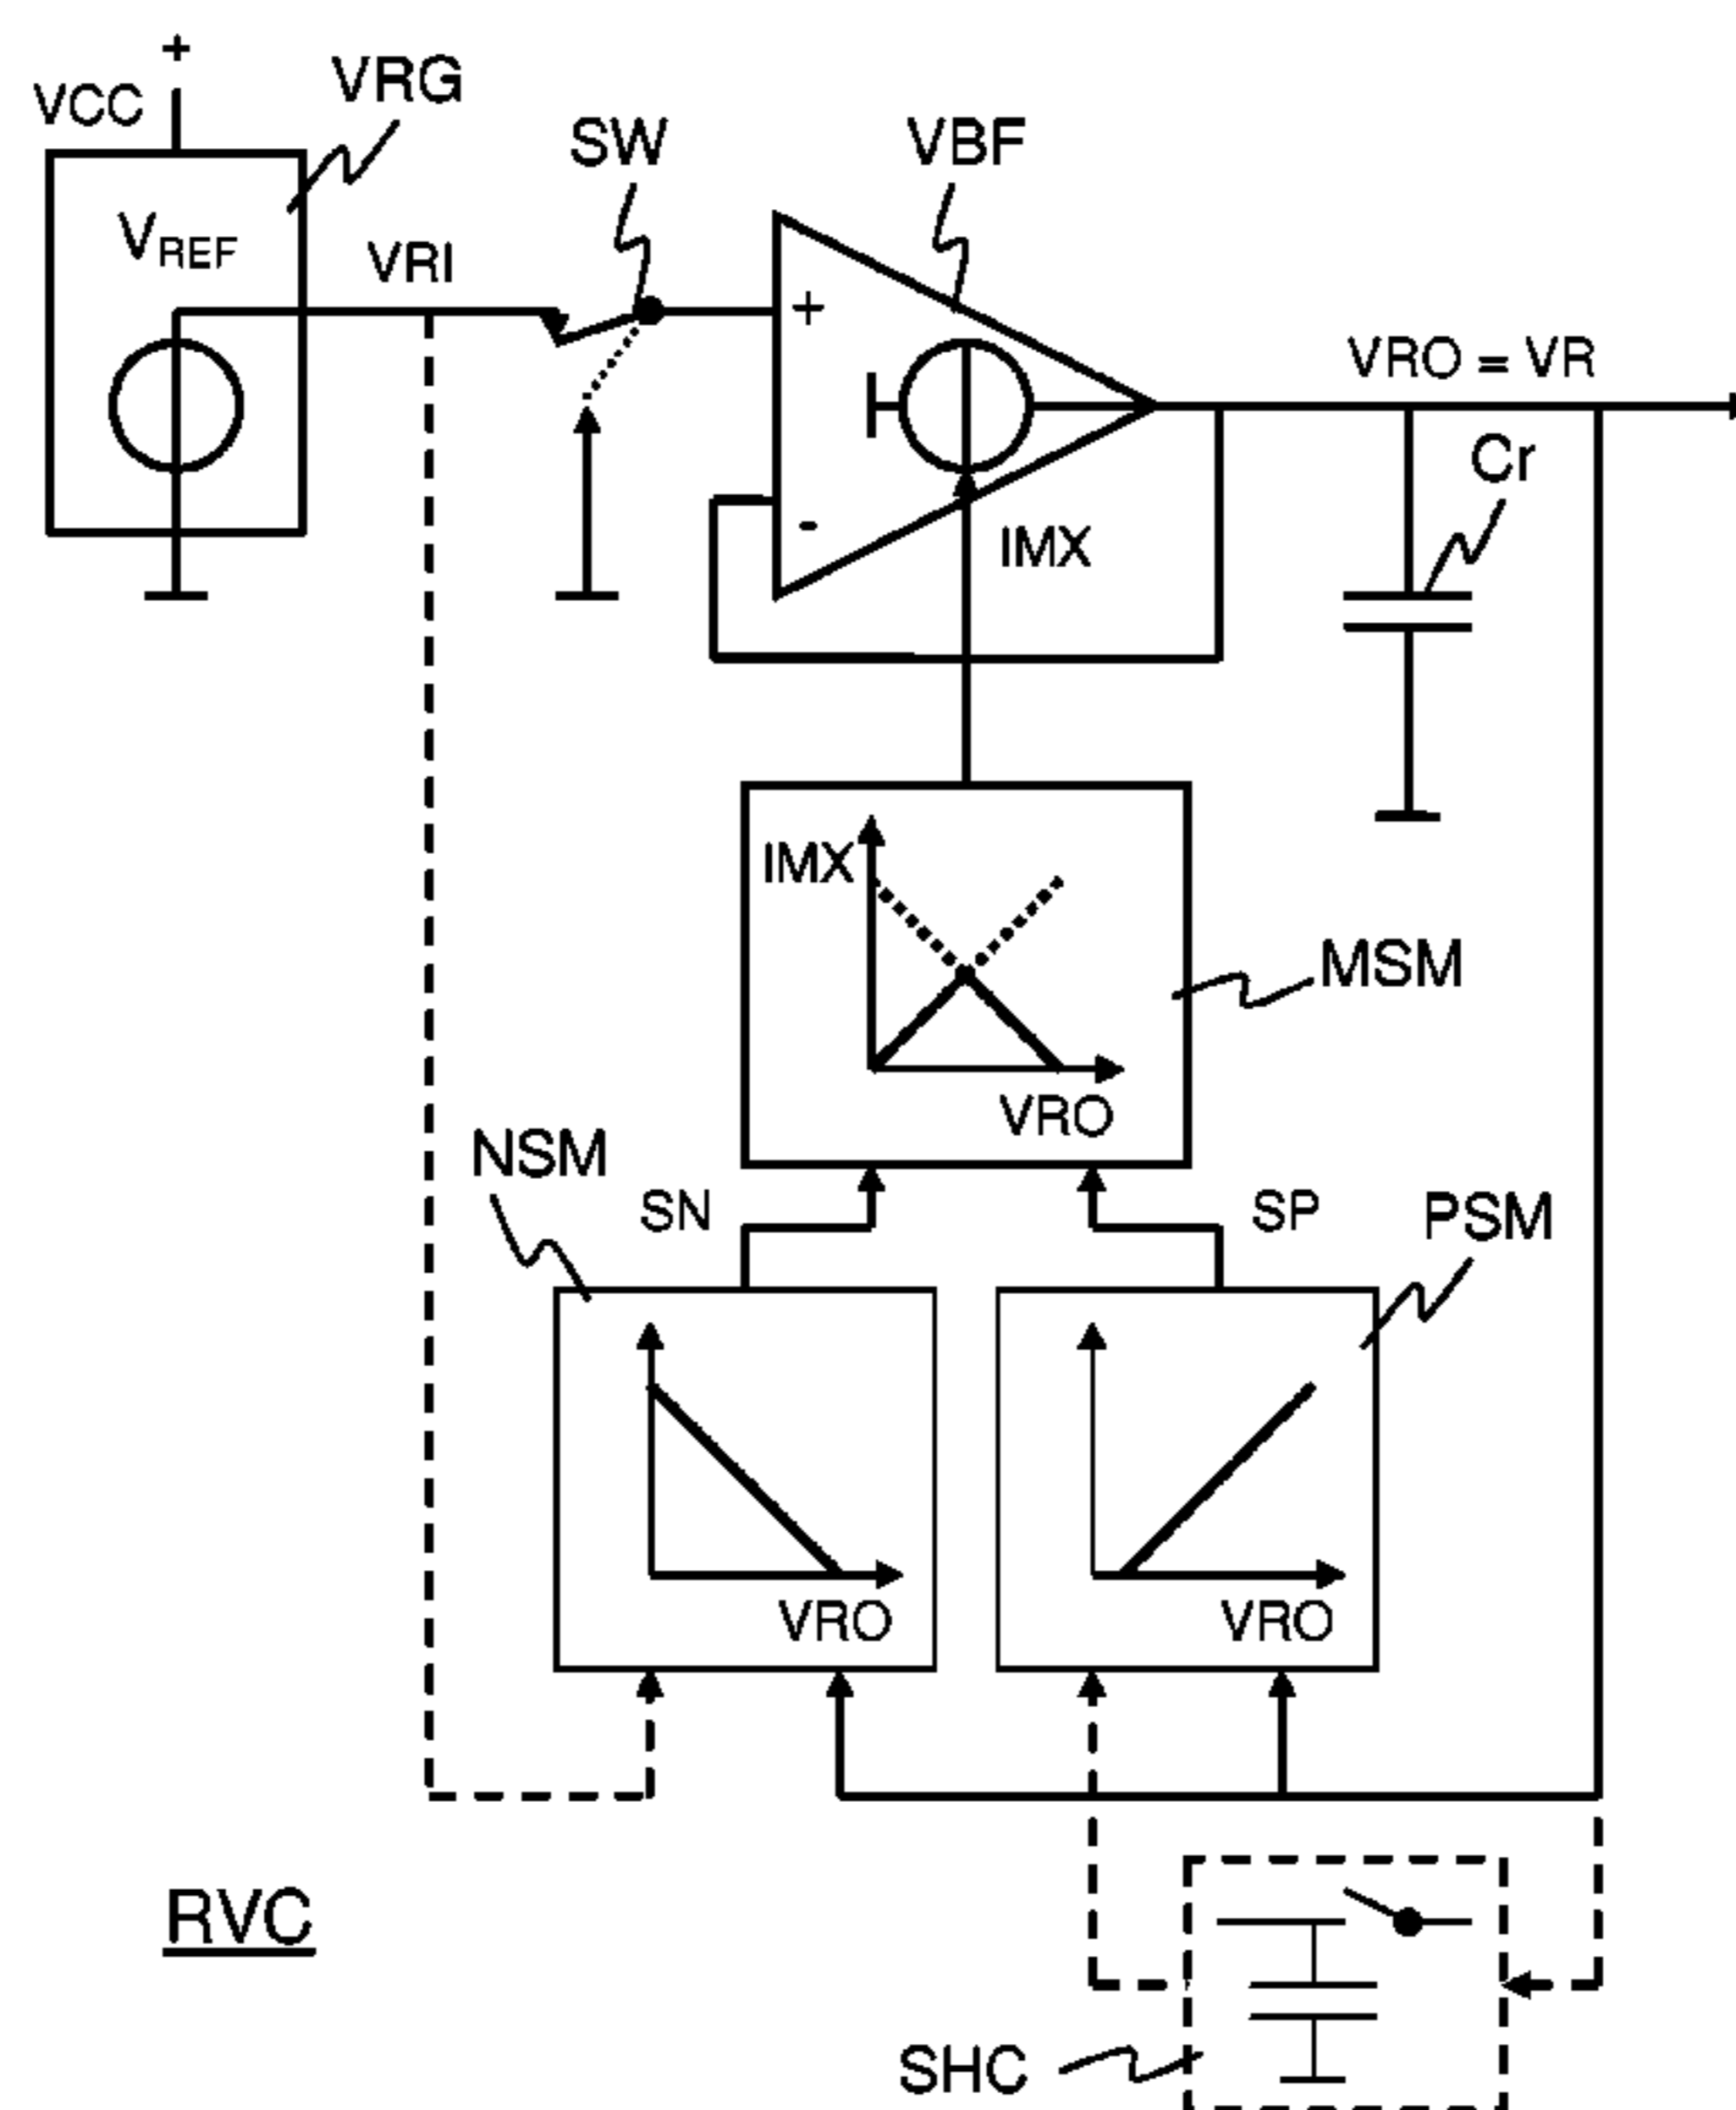 +
VCC
VRG
SW
VBF
VREF
VRI
+
VRO = VR
Cr
-
IMX
IMX
MSM
VRO
NSM
SN
SP
PSM
VRO
VRO
RVC
SHC